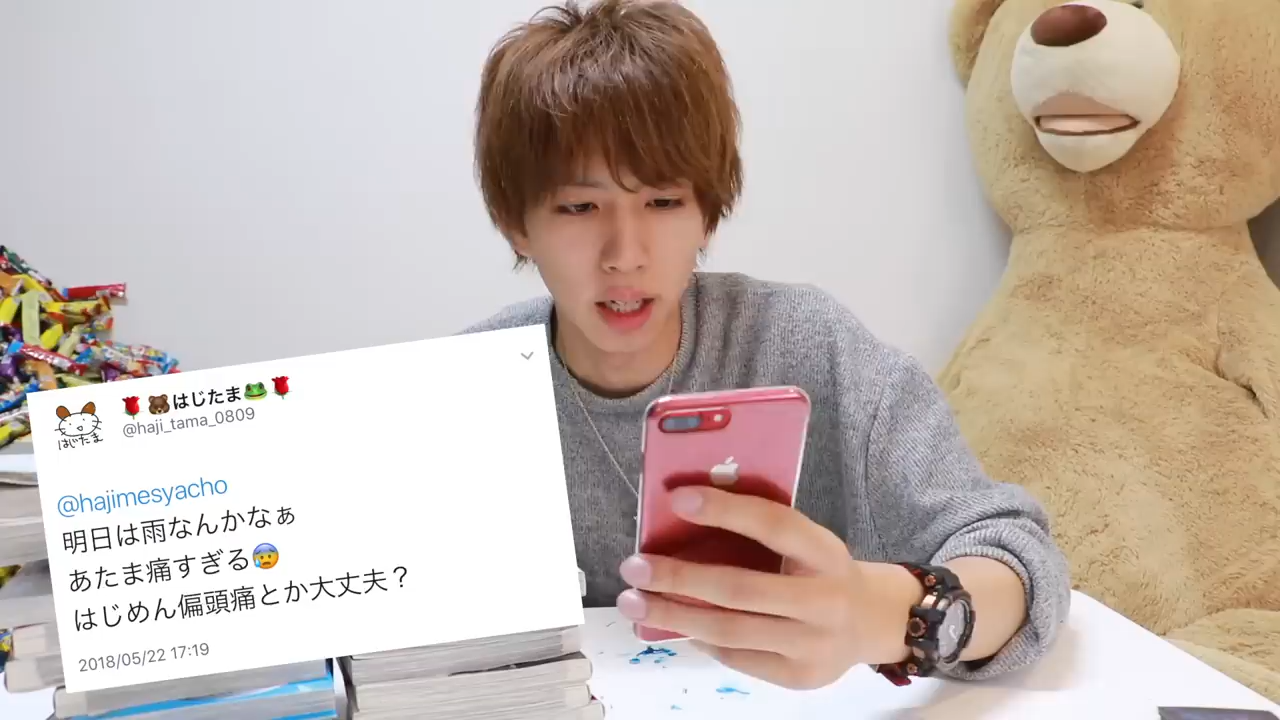 🌹🐻はじたま🐸🌹
@haji_tama_0809
はじたま
@hajimesyacho
明日は雨なんかなぁ
あたま痛すぎる😰
はじめん偏頭痛とか大丈夫？
2018/05/22 17:19